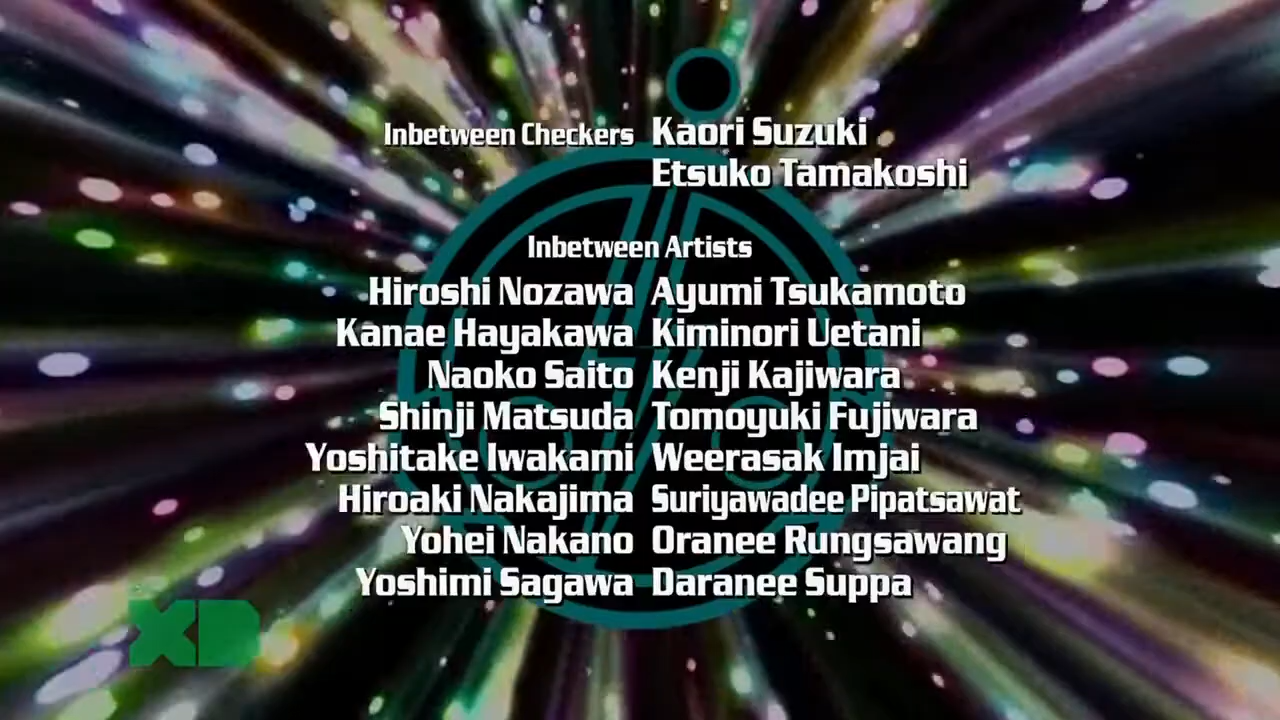 Inbetween Checkers Kaori Suzuki
Etsuko Tamakoshi
Inbetween Artists
Hiroshi Nozawa Ayumi Tsukamoto
Kanae Hayakawa Kiminori Uetani
Naoko Saito Kenji Kajiwara
Shinji Matsuda Tomoyuki Fujiwara
Yoshitake Iwakami Weerasak Imjai
Hiroaki Nakajima Suriyawadee Pipatsawat
Yohei Nakano Oranee Rungsawang
Yoshimi Sagawa Daranee Suppa
XD